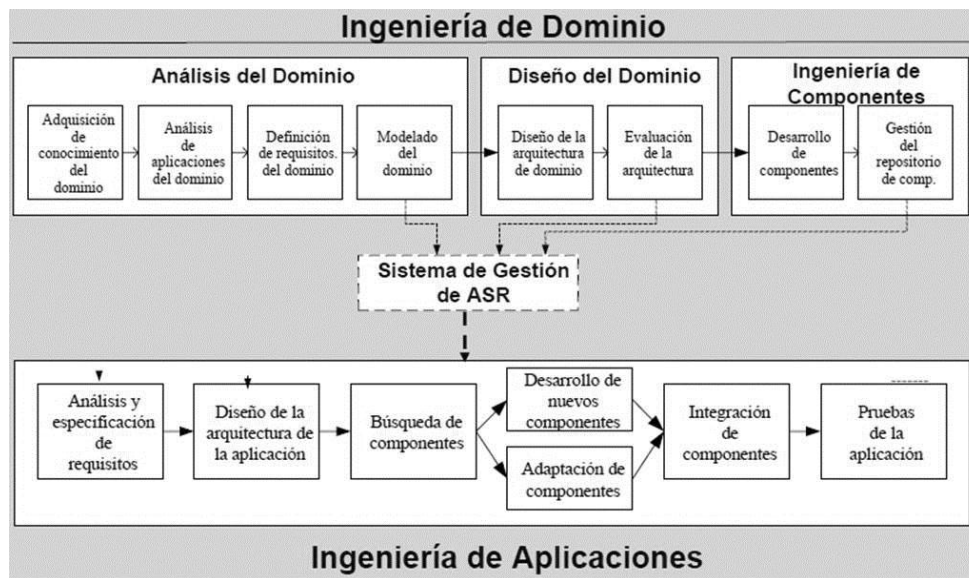 Ingeniería de Dominio
Análisis del Dominio
Adquisición
de
conocimiento
del
dominio
Análisis
de
aplicaciones
del dominio
Definición
de requisitos.
del dominio
Modelado
del
dominio
Diseño del Dominio
Diseño de la
arquitectura
de dominio
Evaluación
de la
arquitectura
Ingeniería de
Componentes
Desarrollo
de
componentes
Gestión
del
repositorio
de comp.
Sistema de Gestión
de ASR
Análisis y
especificación
de
requisitos
Diseño de la
arquitectura de
la aplicación
Búsqueda de
componentes
Desarrollo de
nuevos
componentes
Adaptación de
componentes
Integración
de
componentes
Pruebas
de la
aplicación
Ingeniería de Aplicaciones